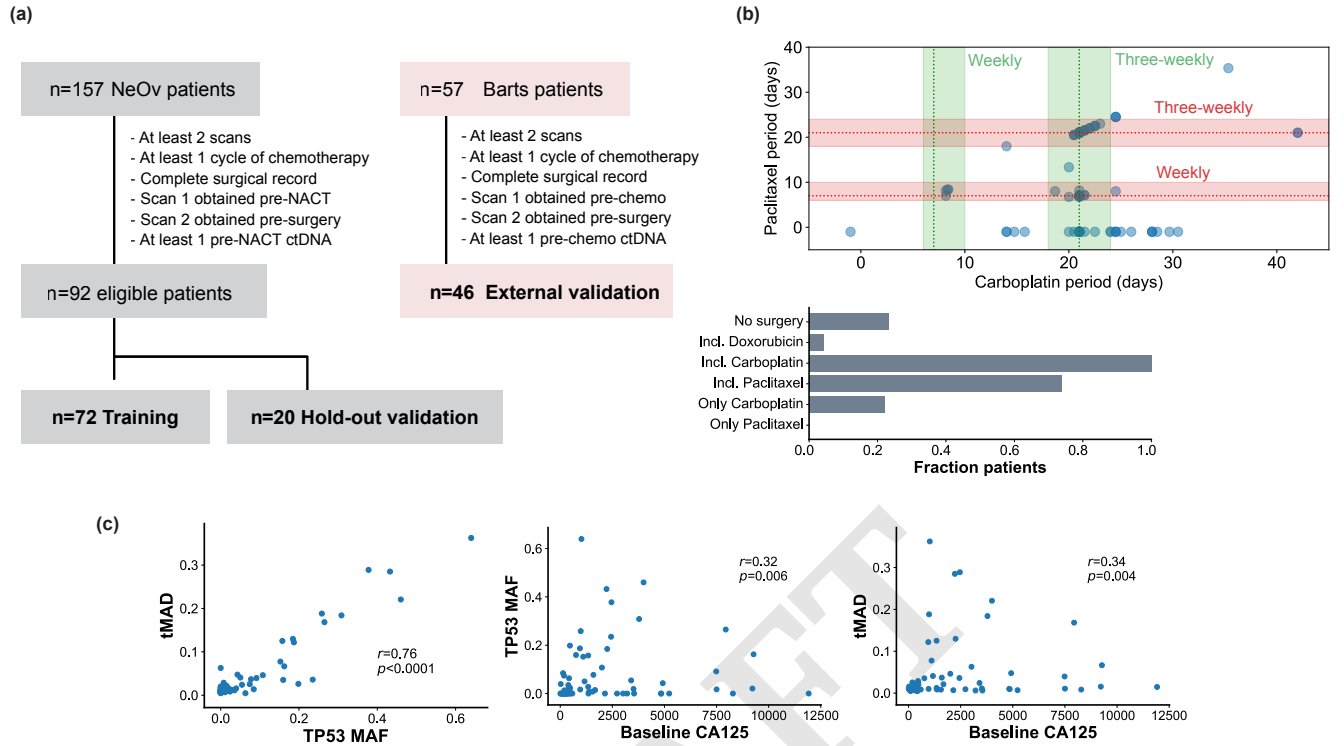 (a)
n=157 NeOv patients
- At least 2 scans
- At least 1 cycle of chemotherapy
- Complete surgical record
- Scan 1 obtained pre-NACT
- Scan 2 obtained pre-surgery
- At least 1 pre-NACT ctDNA
n=92 eligible patients
n=72 Training
n=20 Hold-out validation
n=57 Barts patients
- At least 2 scans
- At least 1 cycle of chemotherapy
- Complete surgical record
- Scan 1 obtained pre-chemo
- Scan 2 obtained pre-surgery
- At least 1 pre-chemo ctDNA
n=46 External validation
(b)
Paclitaxel period (days)
40
30
20
10
0
Weekly
Three-weekly
Three-weekly
Weekly
0 10 20 30 40
Carboplatin period (days)
No surgery
Incl. Doxorubicin
Incl. Carboplatin
Incl. Paclitaxel
Only Carboplatin
Only Paclitaxel
0.0 0.2 0.4 0.6 0.8 1.0
Fraction patients
(c)
tMAD
0.3
0.2
0.1
0.0
r=0.76
p<0.0001
0.0 0.2 0.4 0.6
TP53 MAF
TP53 MAF
0.6
0.4
0.2
0.0
r=0.32
p=0.006
0 2500 5000 7500 10000 12500
Baseline CA125
tMAD
0.3
0.2
0.1
0.0
r=0.34
p=0.004
0 2500 5000 7500 10000 12500
Baseline CA125